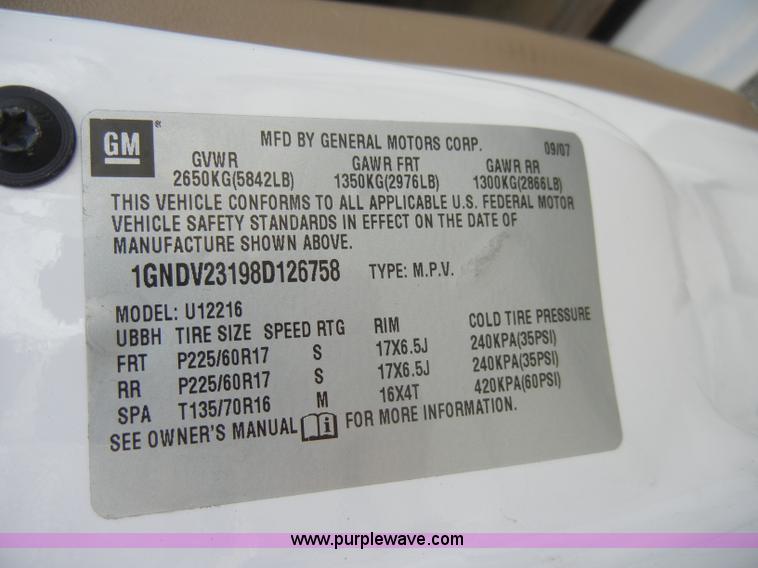 GM®
MFD BY GENERAL MOTORS CORP. 09/07
GVWR GAWR FRT GAWR RR
2650KG(5842LB) 1350KG(2976LB) 1300KG(2866LB)
THIS VEHICLE CONFORMS TO ALL APPLICABLE U.S. FEDERAL MOTOR
VEHICLE SAFETY STANDARDS IN EFFECT ON THE DATE OF
MANUFACTURE SHOWN ABOVE.
1GNDV23198D126758 TYPE: M.P.V.
MODEL: U12216
UBBH TIRE SIZE SPEED RTG RIM COLD TIRE PRESSURE
FRT P225/60R17 S 17X6.5J 240KPA(35PSI)
RR P225/60R17 S 17X6.5J 240KPA(35PSI)
SPA T135/70R16 M 16X4T 420KPA(60PSI)
SEE OWNER'S MANUAL FOR MORE INFORMATION.
www.purplewave.com